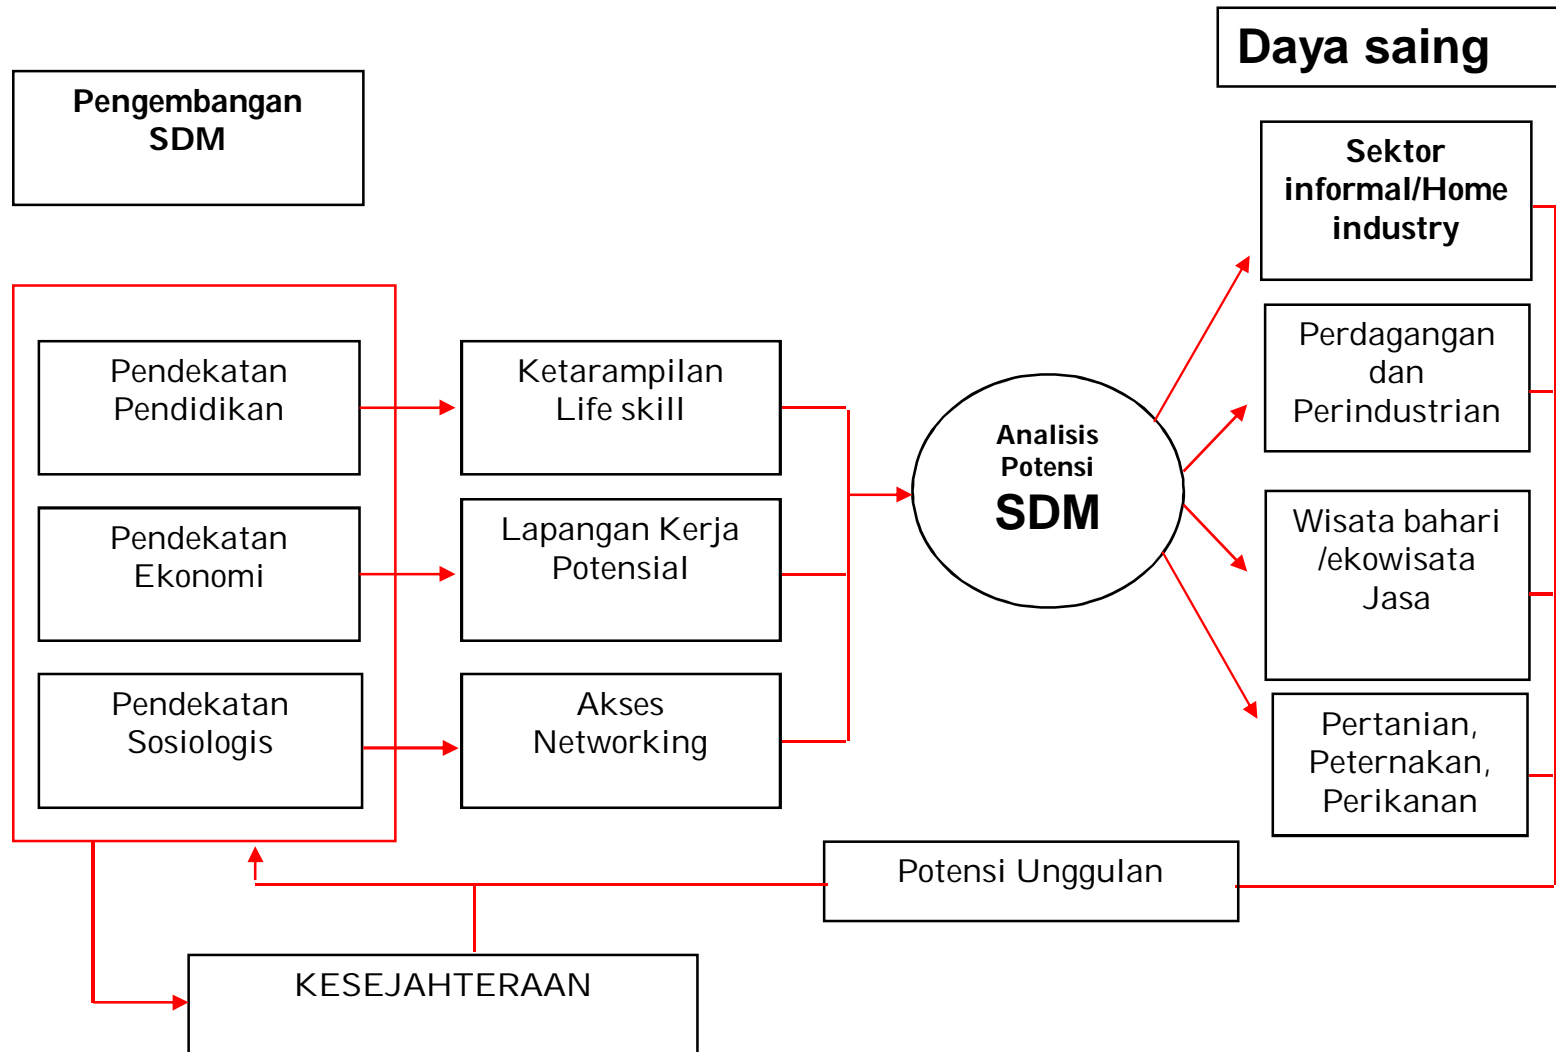 Daya saing
Pengembangan
SDM
Sektor
informal/Home
industry
Pendekatan
Pendidikan
Ketarampilan
Life skill
Perdagangan
dan
Perindustrian
Analisis
Potensi
SDM
Pendekatan
Ekonomi
Lapangan Kerja
Potensial
Wisata bahari
/ekowisata
Jasa
Pendekatan
Sosiologis
Akses
Networking
Pertanian,
Peternakan,
Perikanan
Potensi Unggulan
KESEJAHTERAAN